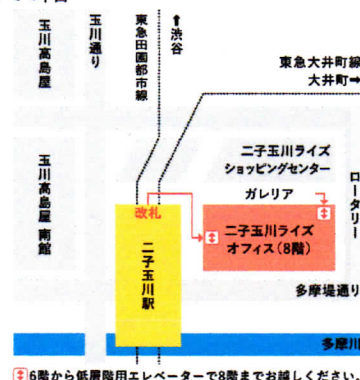 玉川高島屋
玉川通り
東急田園都市線
↑渋谷
東急大井町線
大井町→
玉川高島屋 南館
二子玉川ライズ
ショッピングセンター
ガレリア
ロータリー
改札
二子玉川駅
二子玉川ライズ
オフィス(8階)
多摩堤通り
多摩川
6階から低層階用エレベーターで8階までお越しください。